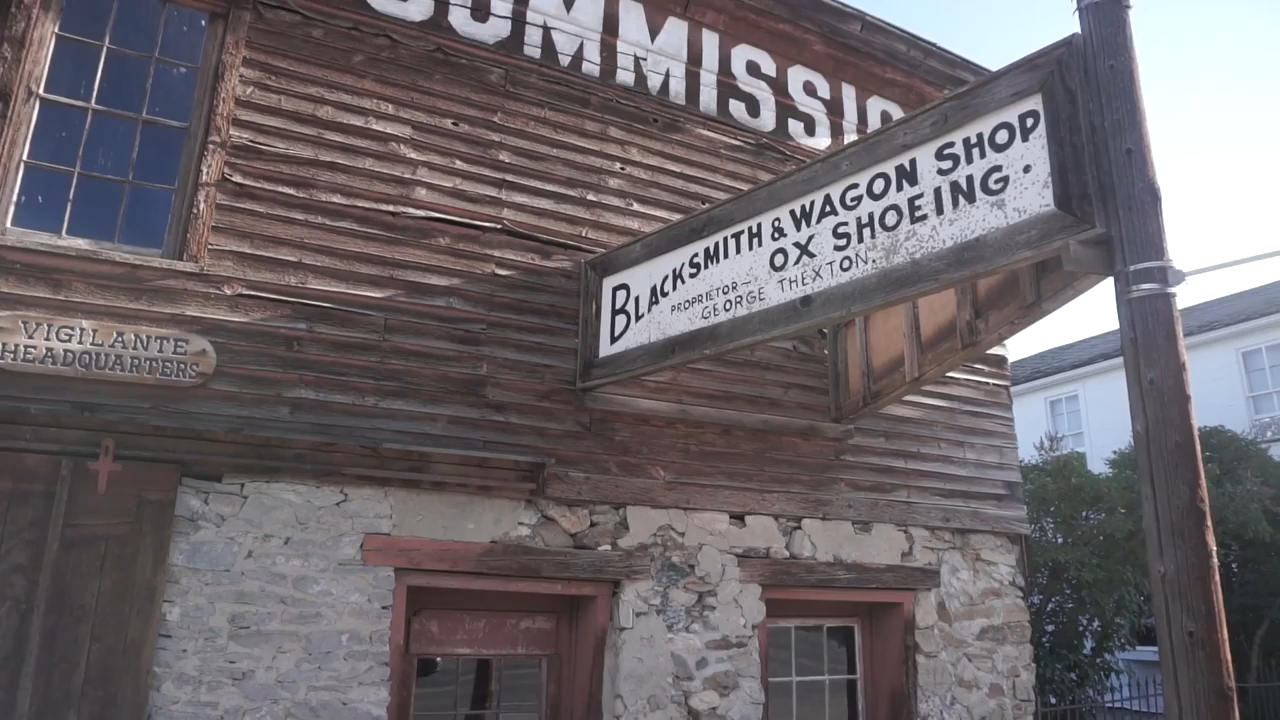 COMMISSIO
BLACKSMITH & WAGON SHOP
OX SHOEING.
PROPRIETOR—
GEORGE THEXTON.
VIGILANTE
HEADQUARTERS